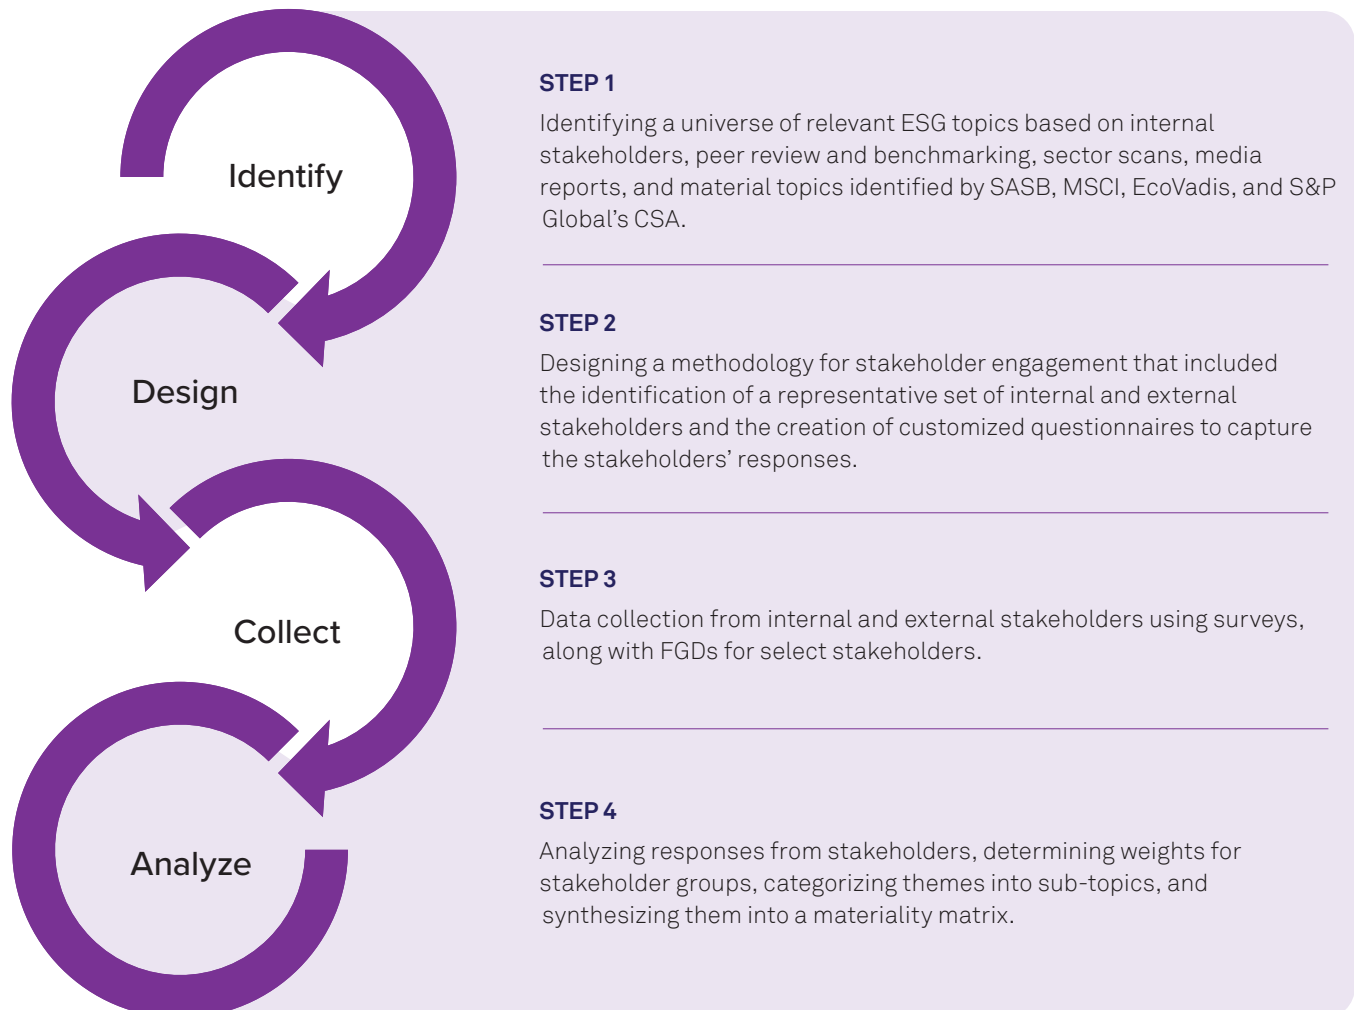 Identify
STEP 1
Identifying a universe of relevant ESG topics based on internal
stakeholders, peer review and benchmarking, sector scans, media
reports, and material topics identified by SASB, MSCI, EcoVadis, and S&P
Global’s CSA.
Design
STEP 2
Designing a methodology for stakeholder engagement that included
the identification of a representative set of internal and external
stakeholders and the creation of customized questionnaires to capture
the stakeholders’ responses.
Collect
STEP 3
Data collection from internal and external stakeholders using surveys,
along with FGDs for select stakeholders.
Analyze
STEP 4
Analyzing responses from stakeholders, determining weights for
stakeholder groups, categorizing themes into sub-topics, and
synthesizing them into a materiality matrix.